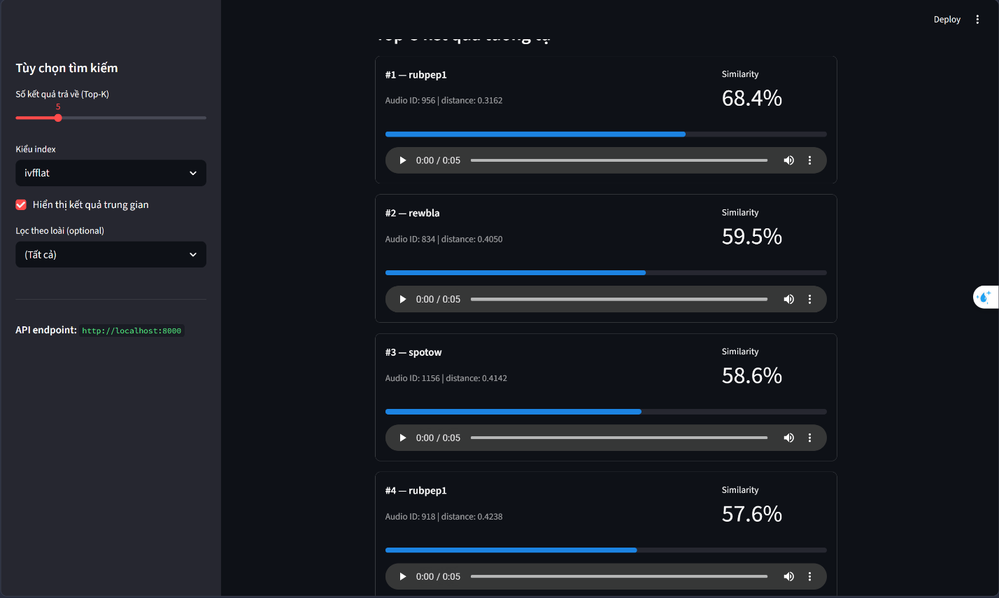 Deploy
Tùy chọn tìm kiếm
Số kết quả trả về (Top-K)
5
Kiểu index
ivfflat
Hiển thị kết quả trung gian
Lọc theo loài (optional)
(Tất cả)
API endpoint: http://localhost:8000
#1 — rubpep1
Similarity
Audio ID: 956 | distance: 0.3162
68.4%
0:00 / 0:05
#2 — rewbla
Similarity
Audio ID: 834 | distance: 0.4050
59.5%
0:00 / 0:05
#3 — spotow
Similarity
Audio ID: 1156 | distance: 0.4142
58.6%
0:00 / 0:05
#4 — rubpep1
Similarity
Audio ID: 918 | distance: 0.4238
57.6%
0:00 / 0:05